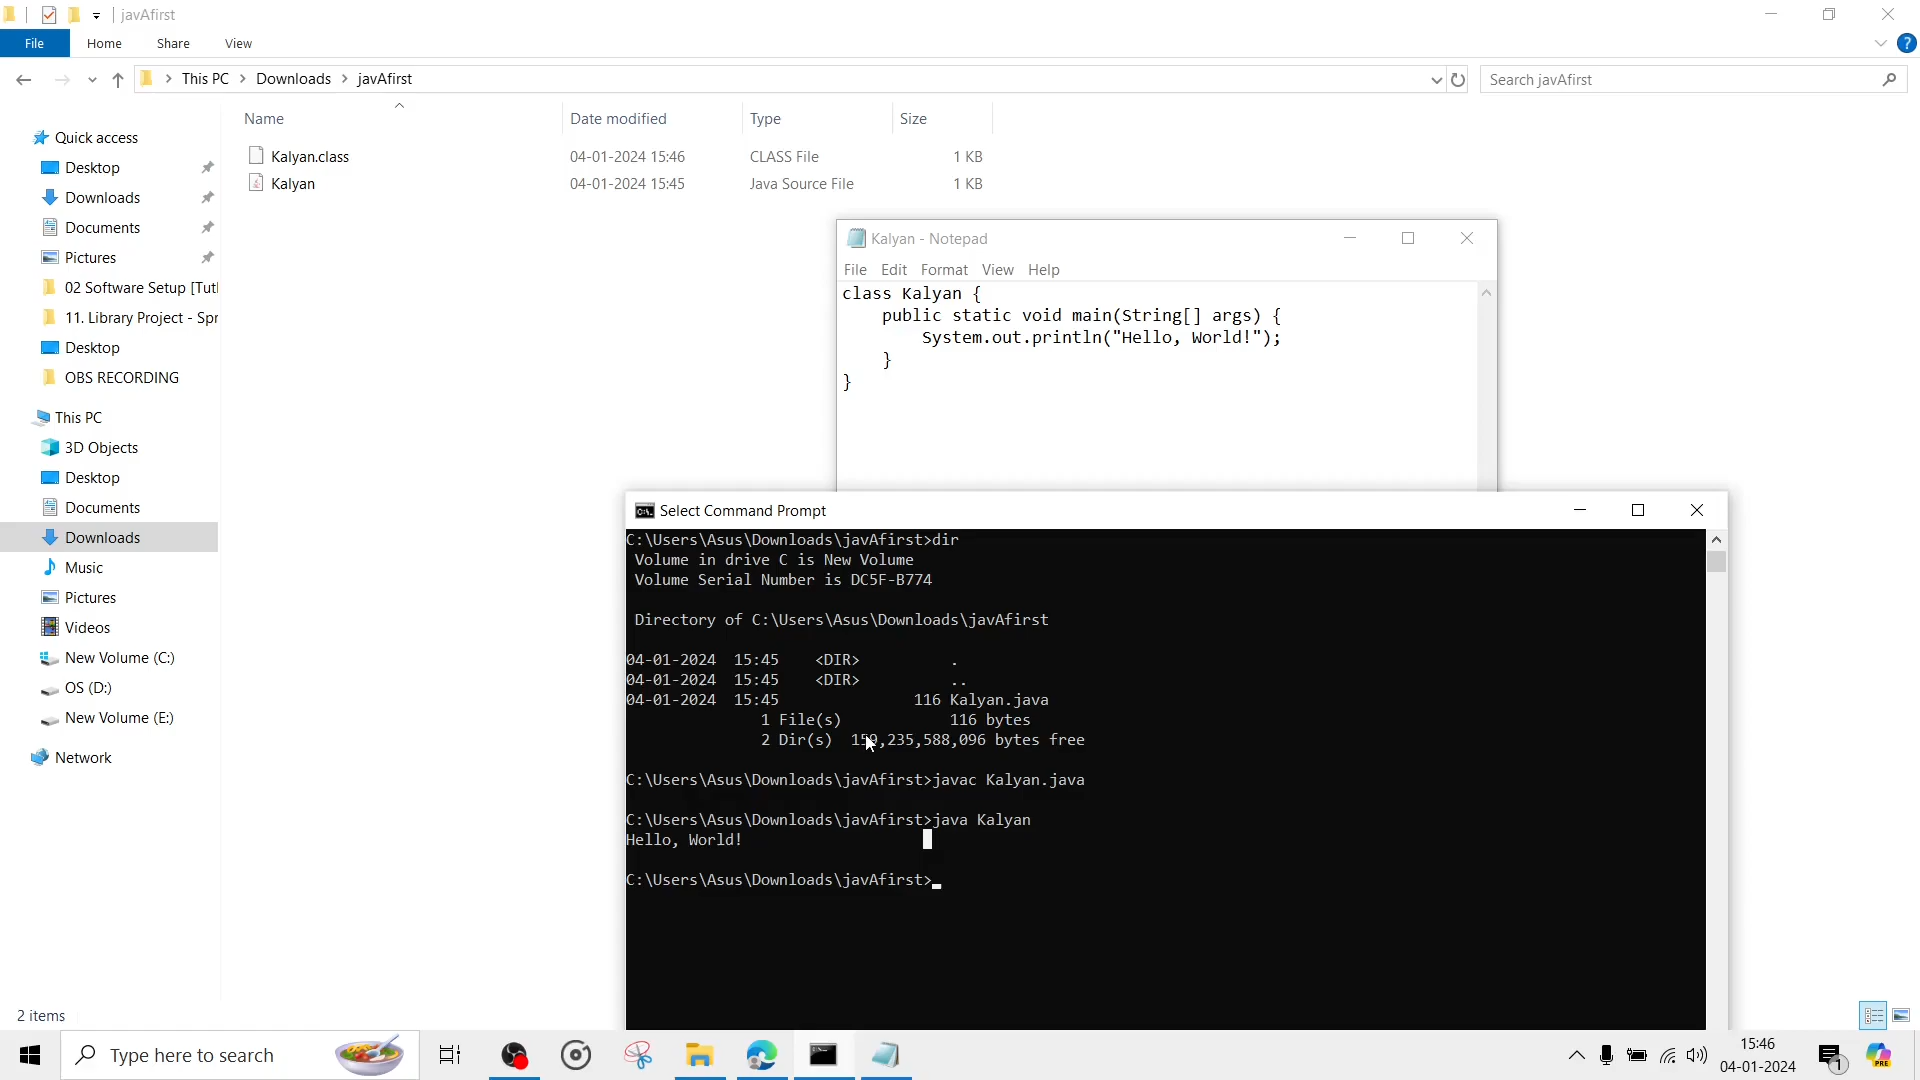 javAfirst
File Home Share View
This PC Downloads javAfirst
Search javAfirst
Name Date modified Type Size
Kalyan.class 04-01-2024 15:46 CLASS File 1 KB
Kalyan 04-01-2024 15:45 Java Source File 1 KB
Quick access
Desktop
Downloads
Documents
Pictures
02 Software Setup [Tut
11. Library Project - Spr
Desktop
OBS RECORDING
This PC
3D Objects
Desktop
Documents
Downloads
Music
Pictures
Videos
New Volume (C:)
OS (D:)
New Volume (E:)
Network
2 items
Kalyan - Notepad
File Edit Format View Help
class Kalyan {
public static void main(String[] args) {
System.out.println("Hello, World!");
}
}
Select Command Prompt
C:\Users\Asus\Downloads\javAfirst>dir
Volume in drive C is New Volume
Volume Serial Number is DC5F-B774
Directory of C:\Users\Asus\Downloads\javAfirst
04-01-2024 15:45 <DIR> .
04-01-2024 15:45 <DIR> ..
04-01-2024 15:45 116 Kalyan.java
1 File(s) 116 bytes
2 Dir(s) 159,235,588,096 bytes free
C:\Users\Asus\Downloads\javAfirst>javac Kalyan.java
C:\Users\Asus\Downloads\javAfirst>java Kalyan
Hello, World!
C:\Users\Asus\Downloads\javAfirst>
Type here to search
15:46
04-01-2024
1
PRE